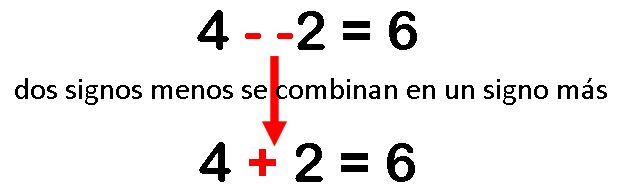 4 - -2 = 6
dos signos menos se combinan en un signo más
4 + 2 = 6